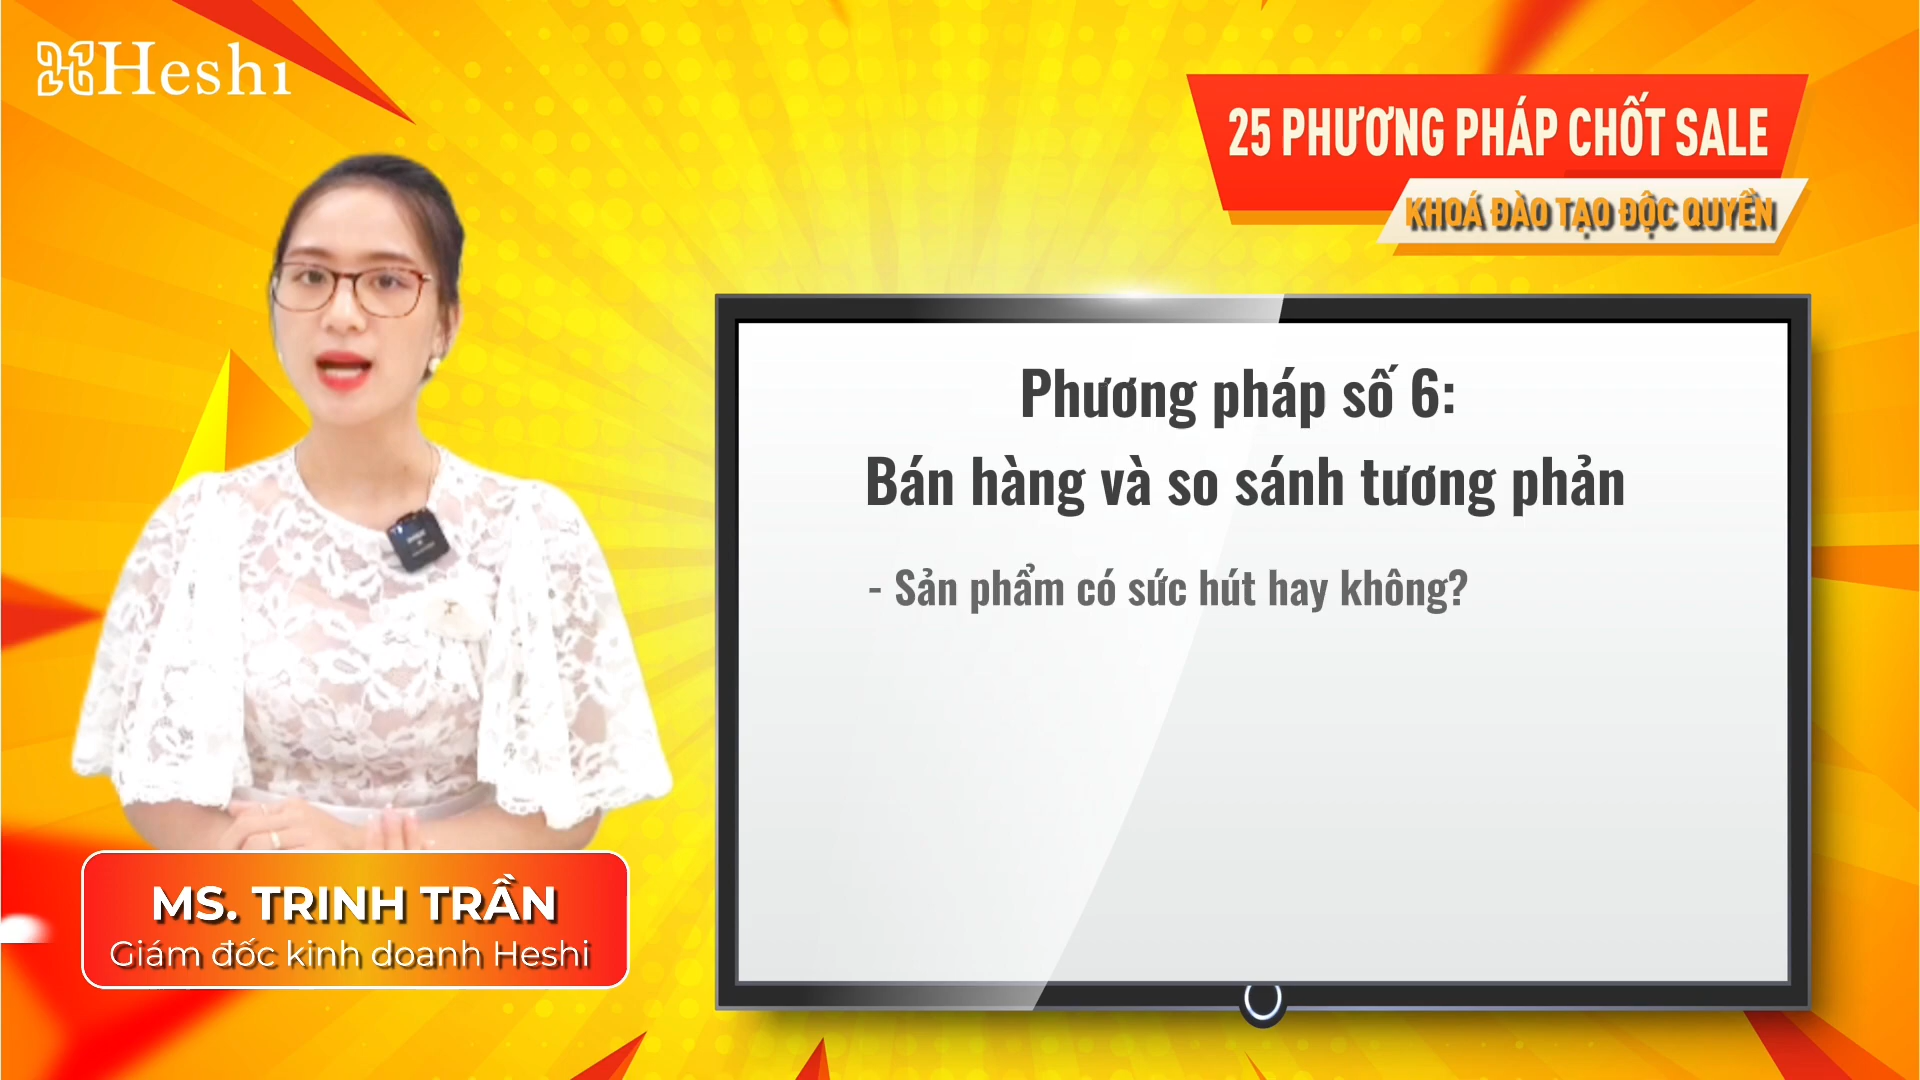 Heshi
25 PHƯƠNG PHÁP CHỐT SALE
KHOÁ ĐÀO TẠO ĐỘC QUYỀN
Phương pháp số 6:
Bán hàng và so sánh tương phản
- Sản phẩm có sức hút hay không?
MS. TRINH TRẦN
Giám đốc kinh doanh Heshi